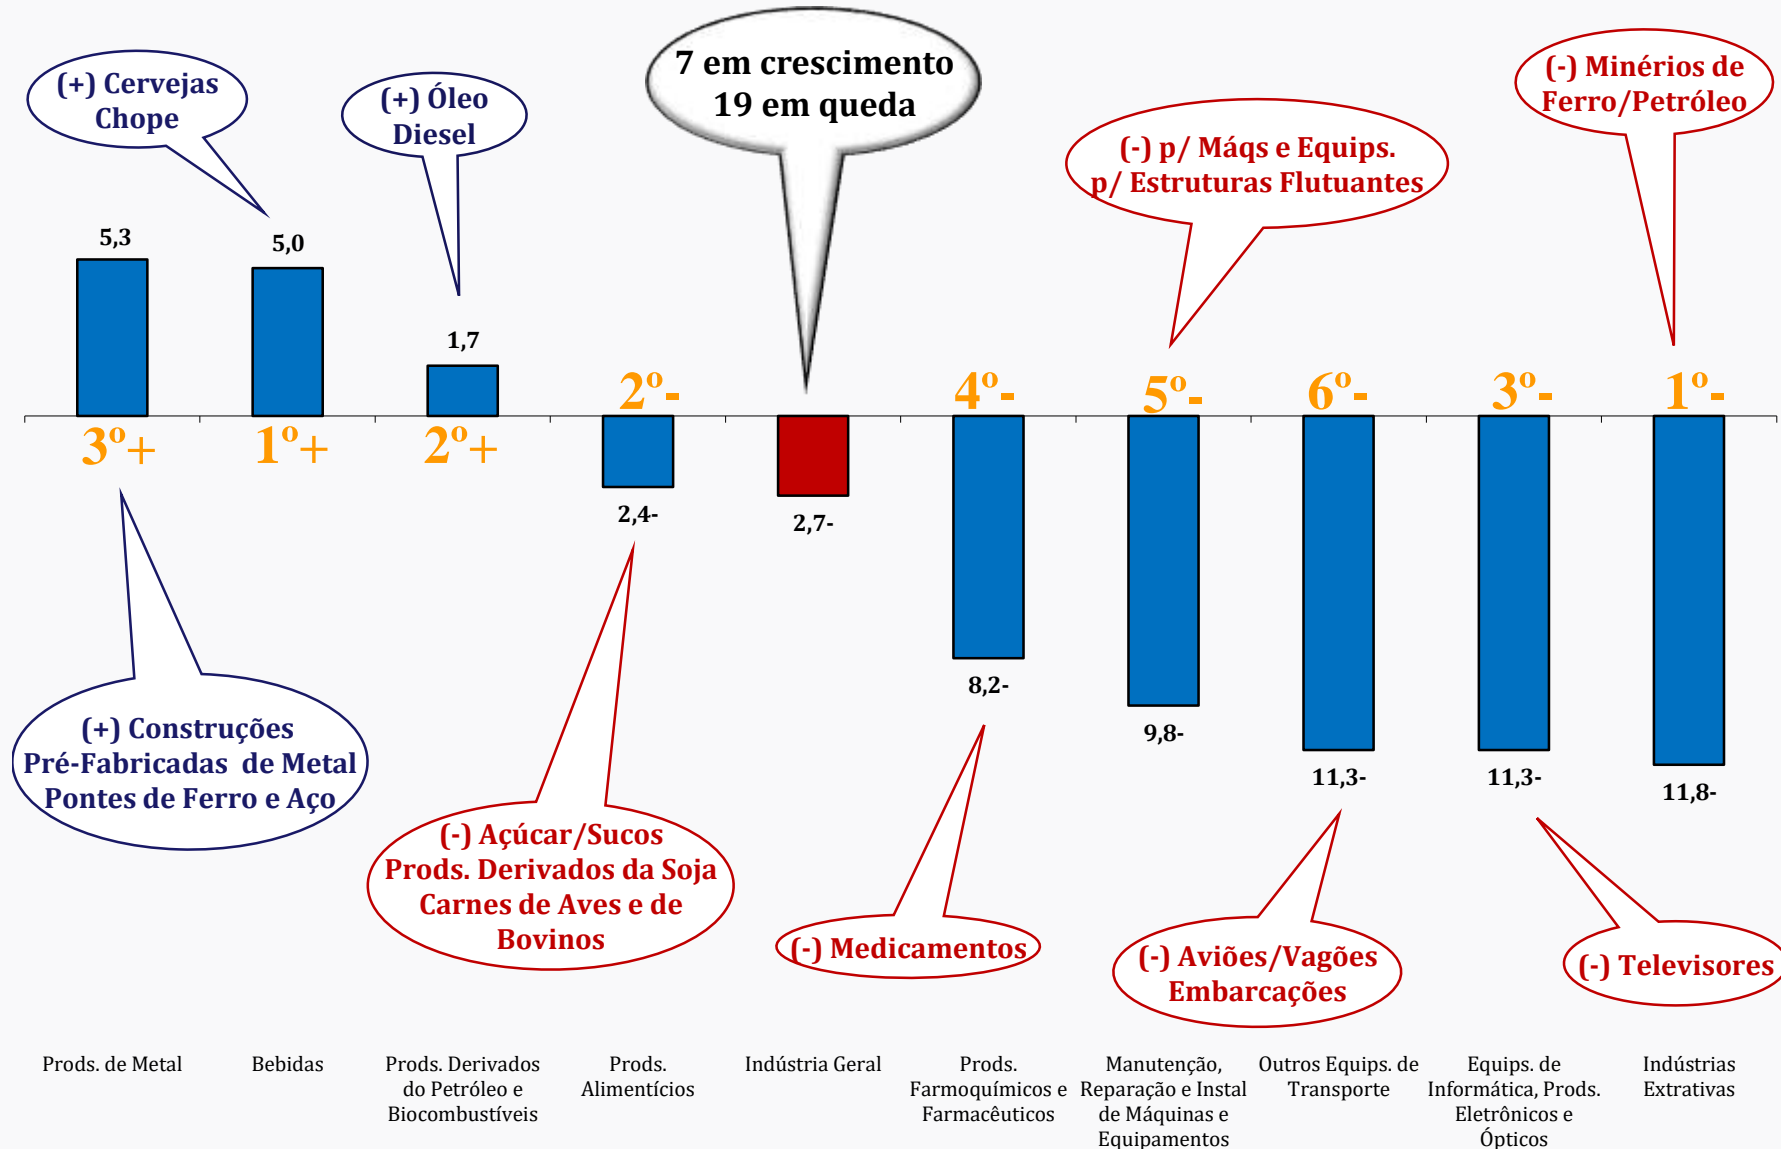 7 em crescimento
19 em queda
(+) Cervejas
Chope
(+) Óleo
Diesel
(-) p/ Máqs e Equips.
p/ Estruturas Flutuantes
(-) Minérios de
Ferro/Petróleo
5,3
5,0
1,7
2º-
4º-
5º-
6º-
3º-
1º-
3º+
1º+
2º+
2,4-
2,7-
8,2-
9,8-
11,3-
11,3-
11,8-
(+) Construções
Pré-Fabricadas de Metal
Pontes de Ferro e Aço
(-) Açúcar/Sucos
Prods. Derivados da Soja
Carnes de Aves e de
Bovinos
(-) Medicamentos
(-) Aviões/Vagões
Embarcações
(-) Televisores
Prods. de Metal
Bebidas
Prods. Derivados
do Petróleo e
Biocombustíveis
Prods.
Alimentícios
Indústria Geral
Prods.
Farmoquímicos e
Farmacêuticos
Manutenção,
Reparação e Instal
de Máquinas e
Equipamentos
Outros Equips. de
Transporte
Equips. de
Informática, Prods.
Eletrônicos e
Ópticos
Indústrias
Extrativas